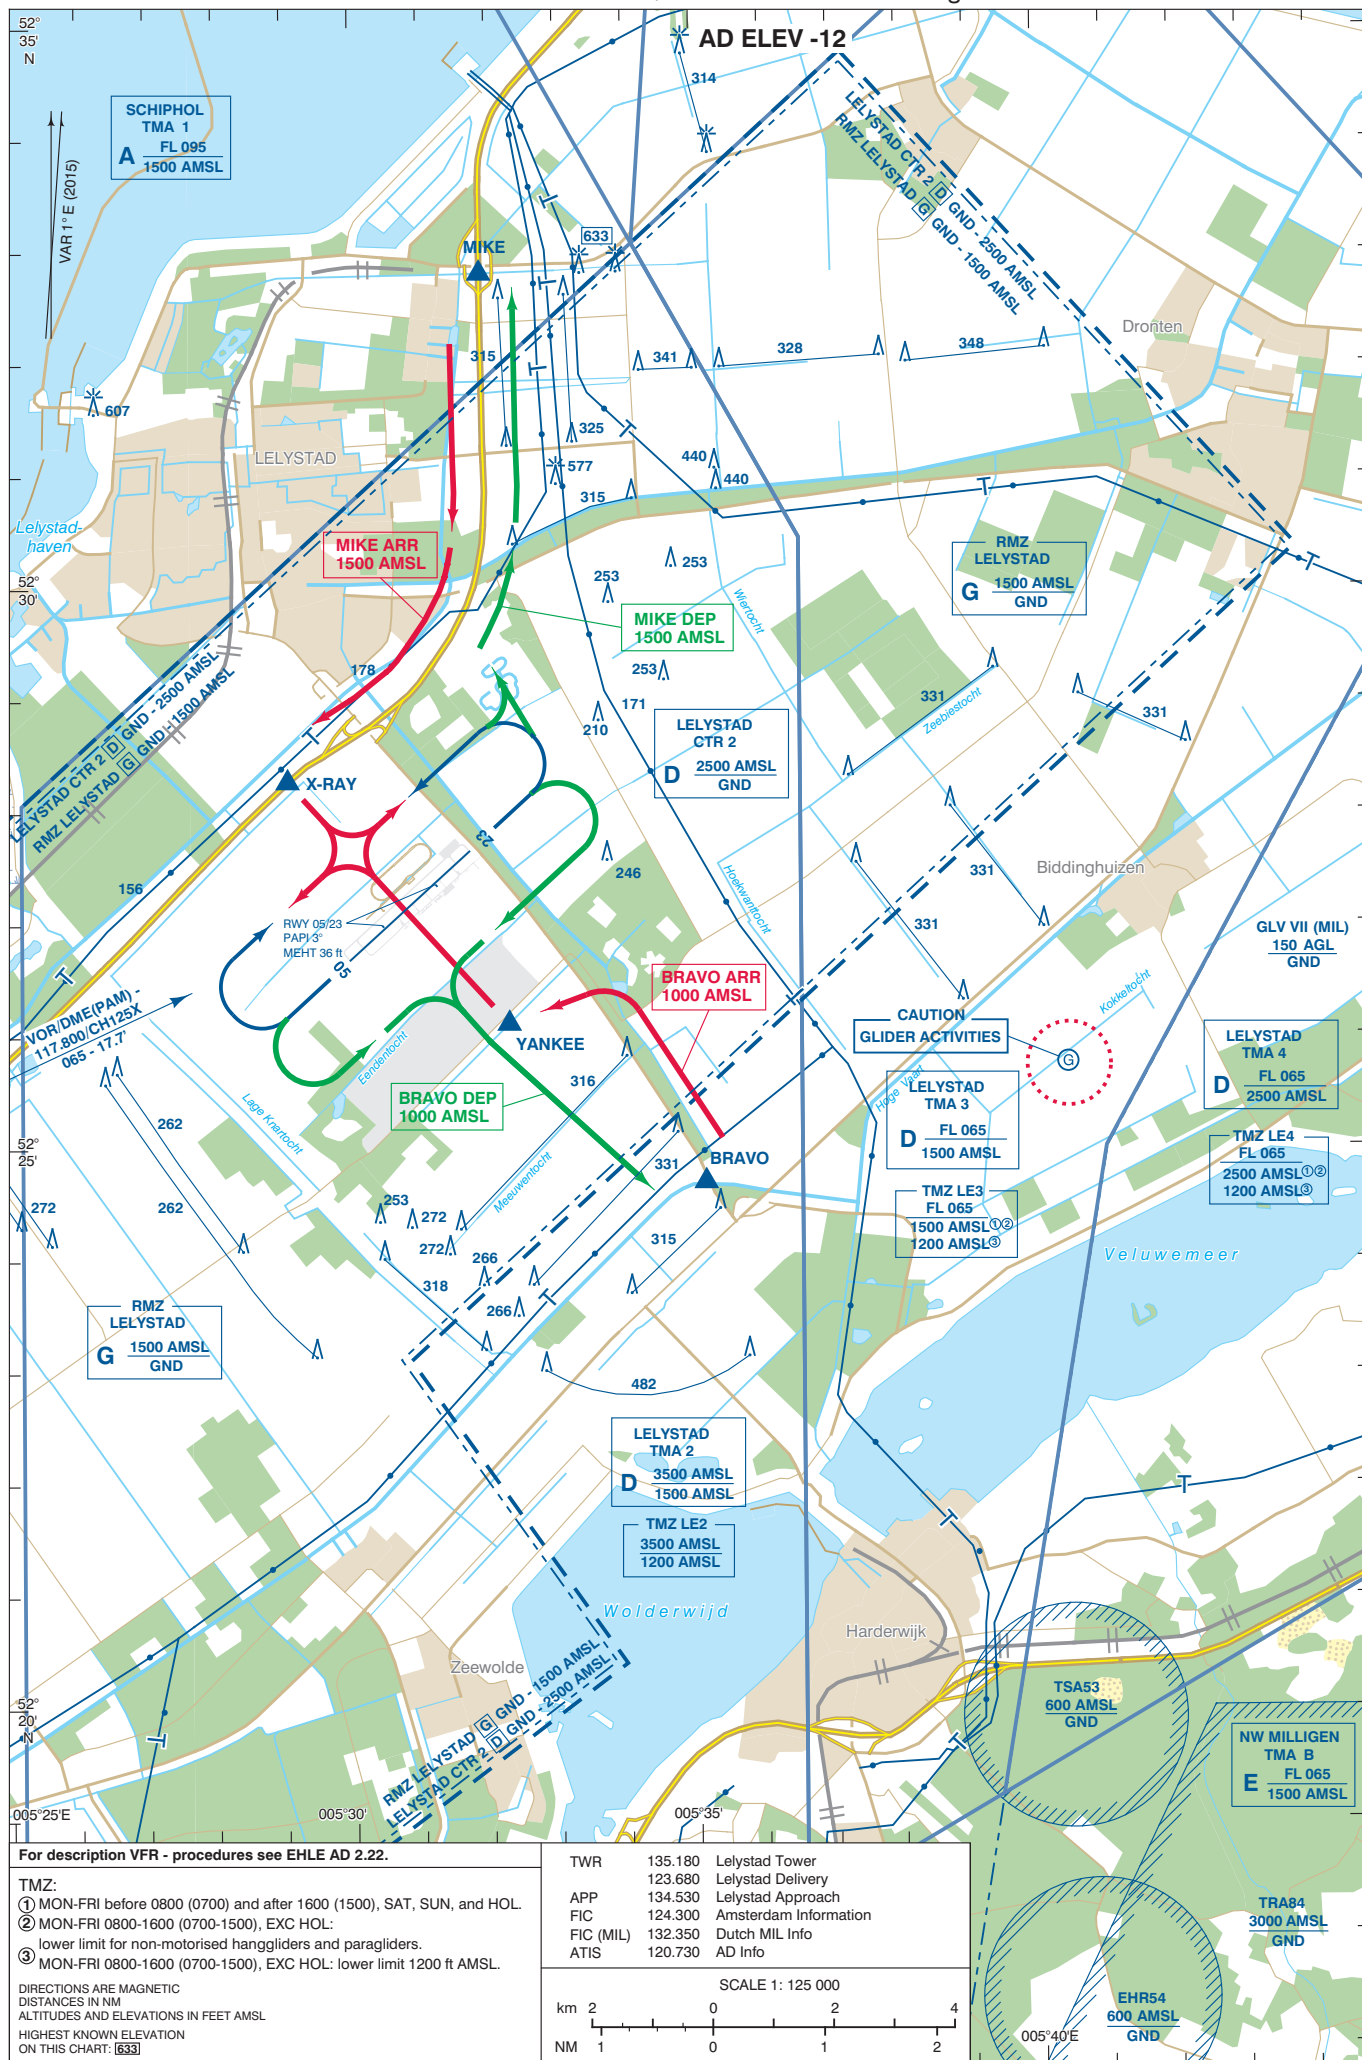 52°
35'
N
AD ELEV -12
314
SCHIPHOL
TMA 1
A FL 095
1500 AMSL
VAR 1° E (2015)
LELYSTAD CTR 2 D GND - 2500 AMSL
RMZ LELYSTAD G GND - 1500 AMSL
MIKE
633
Dronten
315
341
328
348
607
325
LELYSTAD
577
440
440
315
Lelystad-
haven
MIKE ARR
1500 AMSL
RMZ
LELYSTAD
G 1500 AMSL
GND
253
253
52°
30'
Wiertocht
MIKE DEP
1500 AMSL
178
253
331
Zeebiestocht
331
171
210
LELYSTAD
CTR 2
D 2500 AMSL
GND
LELYSTAD CTR 2 D GND - 2500 AMSL
RMZ LELYSTAD G GND - 1500 AMSL
X-RAY
23
246
Hoekwanttocht
Biddinghuizen
331
331
156
RWY 05/23
PAPI 3°
MEHT 36 ft
05
GLV VII (MIL)
150 AGL
GND
BRAVO ARR
1000 AMSL
Kokkeltocht
VOR/DME(PAM) -
117.800/CH125X
065 - 17.7'
CAUTION
GLIDER ACTIVITIES
G
YANKEE
Eendentocht
LELYSTAD
TMA 4
D FL 065
2500 AMSL
316
BRAVO DEP
1000 AMSL
Hoge Vaart
LELYSTAD
TMA 3
D FL 065
1500 AMSL
262
Lage Knartocht
52°
25'
331
BRAVO
TMZ LE4
FL 065
2500 AMSL①②
1200 AMSL③
Meeuwentocht
TMZ LE3
FL 065
1500 AMSL①②
1200 AMSL③
272
262
253
272
272
315
Veluwemeer
266
318
266
RMZ
LELYSTAD
G 1500 AMSL
GND
482
LELYSTAD
TMA 2
D 3500 AMSL
1500 AMSL
TMZ LE2
3500 AMSL
1200 AMSL
Wolderwijd
Harderwijk
Zeewolde
RMZ LELYSTAD G GND - 1500 AMSL
LELYSTAD CTR 2 D GND - 2500 AMSL
TSA53
600 AMSL
GND
52°
20'
N
NW MILLIGEN
TMA B
E FL 065
1500 AMSL
005°25'E
005°30'
005°35'
For description VFR - procedures see EHLE AD 2.22.
TMZ:
① MON-FRI before 0800 (0700) and after 1600 (1500), SAT, SUN, and HOL.
② MON-FRI 0800-1600 (0700-1500), EXC HOL:
lower limit for non-motorised hanggliders and paragliders.
③ MON-FRI 0800-1600 (0700-1500), EXC HOL: lower limit 1200 ft AMSL.
DIRECTIONS ARE MAGNETIC
DISTANCES IN NM
ALTITUDES AND ELEVATIONS IN FEET AMSL
HIGHEST KNOWN ELEVATION
ON THIS CHART: 633
TWR 135.180 Lelystad Tower
123.680 Lelystad Delivery
APP 134.530 Lelystad Approach
FIC 124.300 Amsterdam Information
FIC (MIL) 132.350 Dutch MIL Info
ATIS 120.730 AD Info
SCALE 1: 125 000
km 2 0 2 4
NM 1 0 1 2
TRA84
3000 AMSL
GND
EHR54
600 AMSL
GND
005°40'E